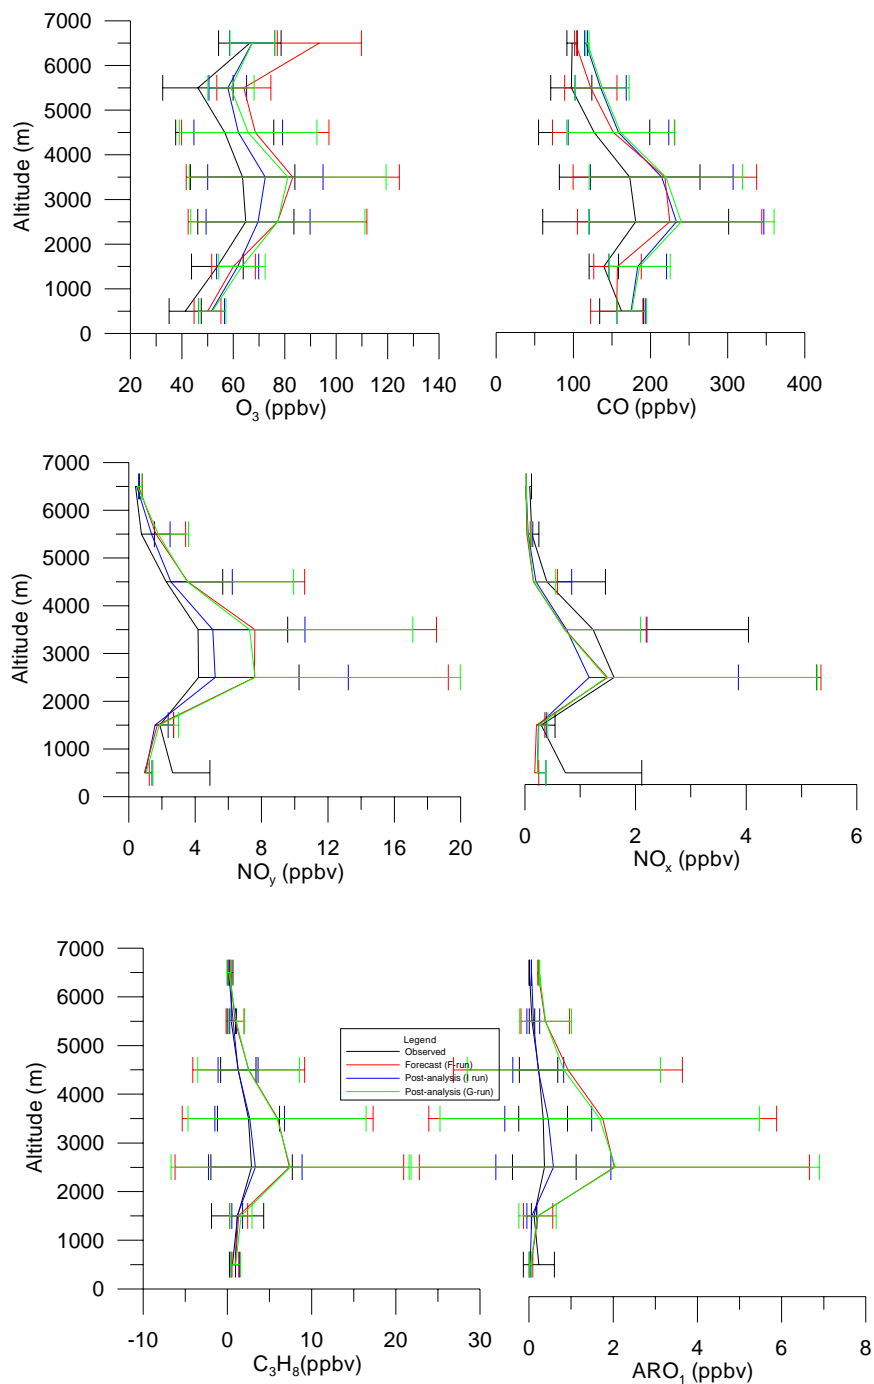 7000
6000
5000
4000
3000
2000
1000
0
Altitude (m)
20 40 60 80 100 120 140
O3 (ppbv)
0 100 200 300 400
CO (ppbv)
7000
6000
5000
4000
3000
2000
1000
0
Altitude (m)
0 4 8 12 16 20
NOy (ppbv)
0 2 4 6
NOx (ppbv)
7000
6000
5000
4000
3000
2000
1000
0
Altitude (m)
Legend
Observed
Forecast (F-run)
Post-analysis (I run)
Post-analysis (G-run)
-10 0 10 20 30
C3H8(ppbv)
0 2 4 6 8
ARO1 (ppbv)